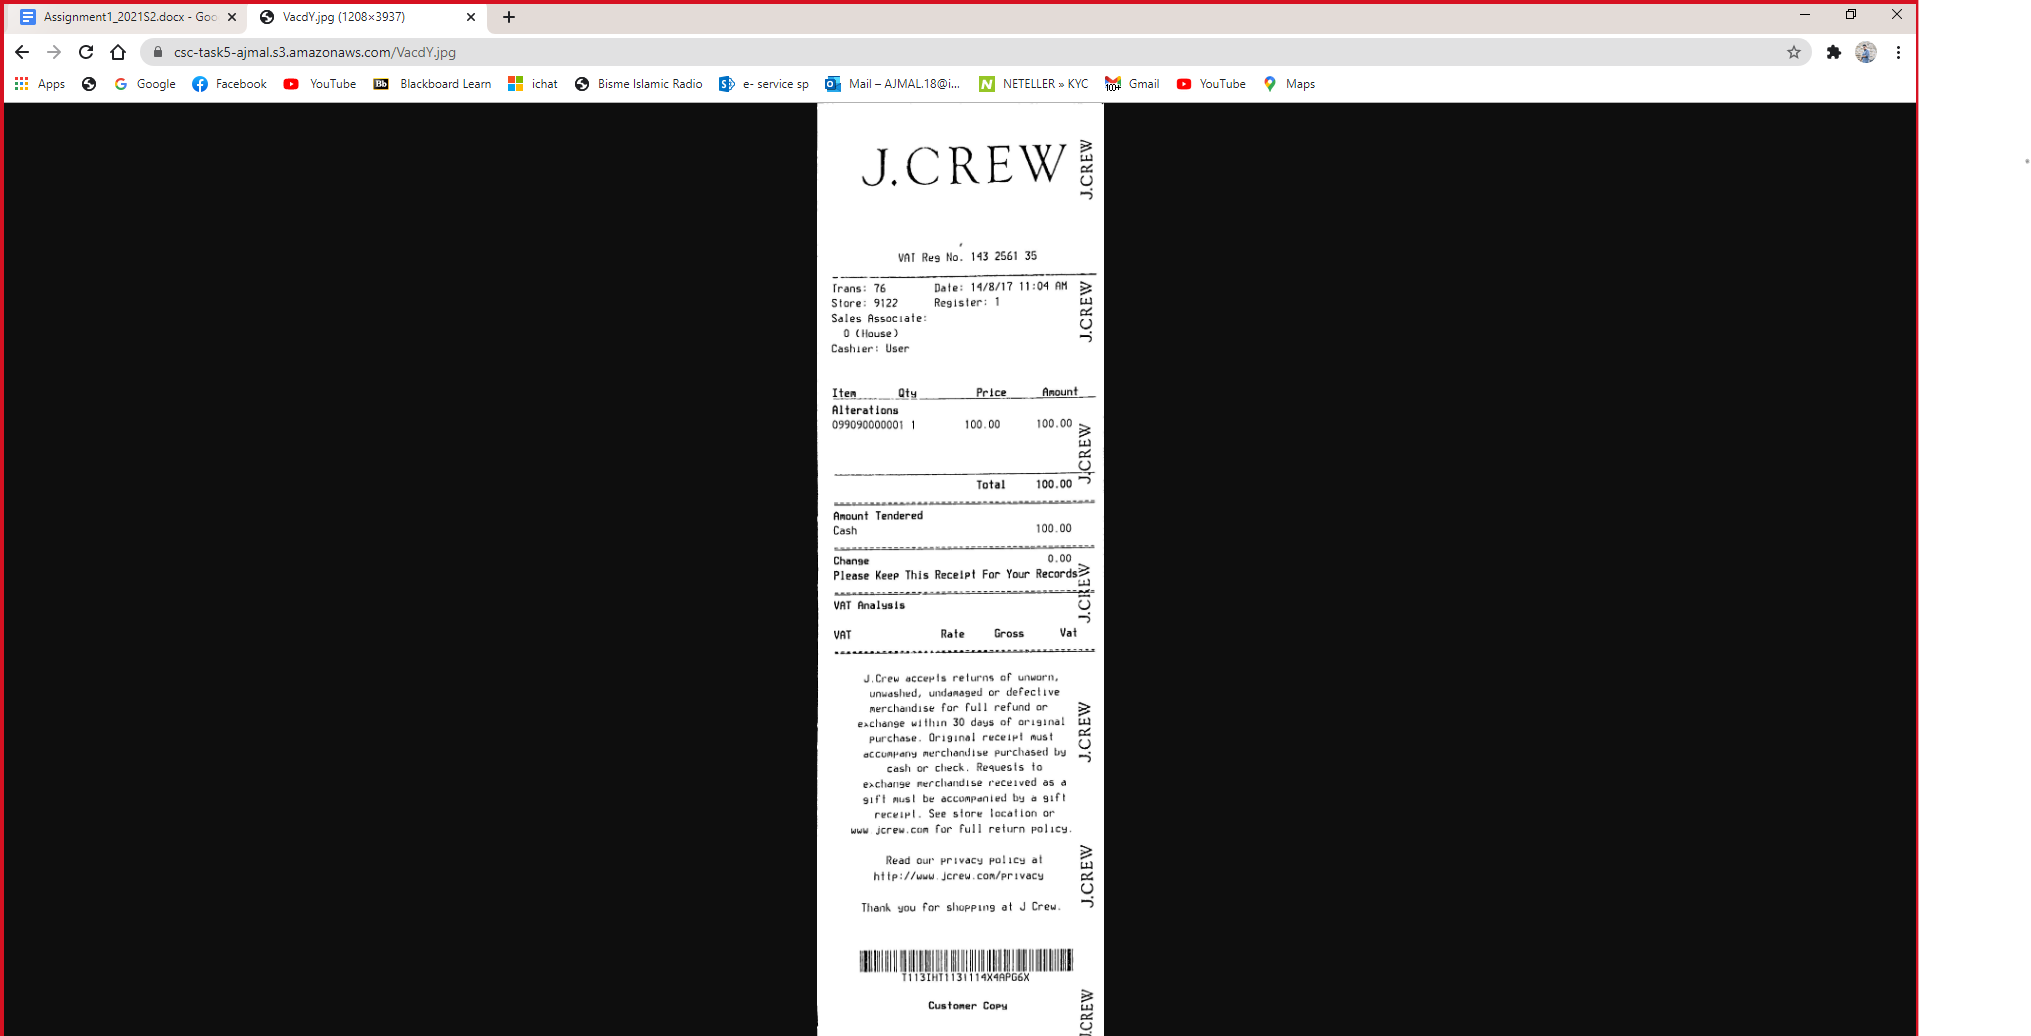 Assignment1_2021S2.docx - Goo
VacdY.jpg (1208×3937)
csc-task5-ajmal.s3.amazonaws.com/VacdY.jpg
Apps Google Facebook YouTube Bb Blackboard Learn ichat Bisme Islamic Radio e- service sp Mail – AJMAL.18@i... NETELLER » KYC 100+ Gmail YouTube Maps
J.CREW
J.CREW
VAT Reg No. 143 2561 35
Trans: 76 Date: 14/8/17 11:04 AM
Store: 9122 Register: 1
J.CREW
Sales Associate:
0 (House)
Cashier: User
Item Qty Price Amount
Alterations
099090000001 1 100.00 100.00
J.CREW
Total 100.00
Amount Tendered
Cash 100.00
Change 0.00
Please Keep This Receipt For Your Records
J.CREW
VAT Analysis
VAT Rate Gross Vat
J.Crew accepts returns of unworn,
unwashed, undamaged or defective
merchandise for full refund or
exchange within 30 days of original
purchase. Original receipt must
accompany merchandise purchased by
cash or check. Requests to
exchange merchandise received as a
gift must be accompanied by a gift
receipt. See store location or
www.jcrew.com for full return policy.
J.CREW
Read our privacy policy at
http://www.jcrew.com/privacy
J.CREW
Thank you for shopping at J Crew.
Customer Copy
J.CREW